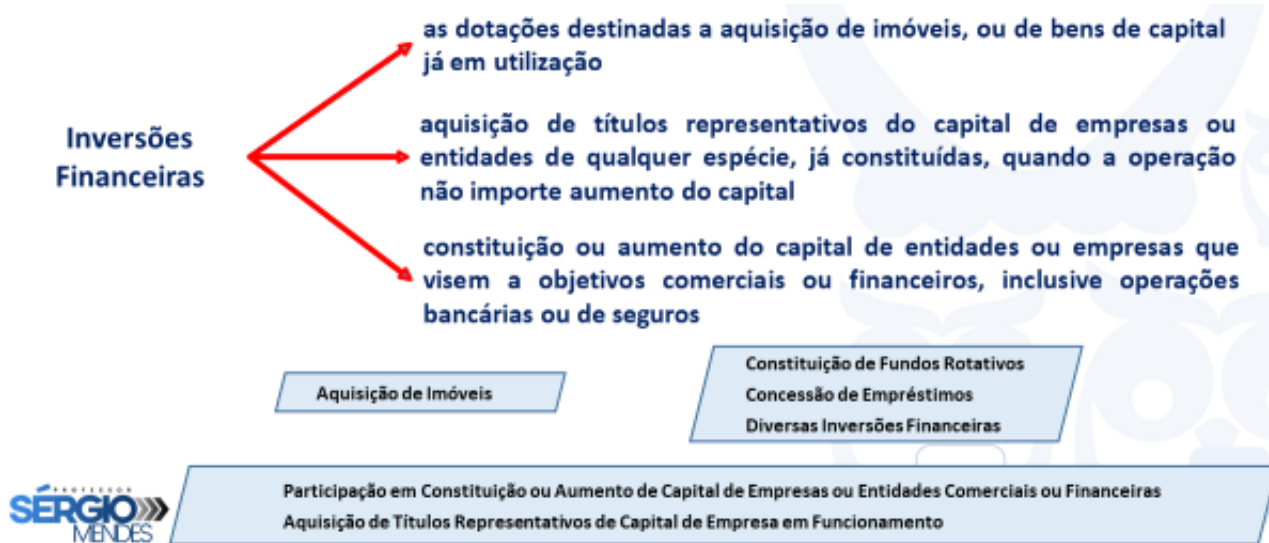 as dotações destinadas a aquisição de imóveis, ou de bens de capital
já em utilização
Inversões
Financeiras
aquisição de títulos representativos do capital de empresas ou
entidades de qualquer espécie, já constituídas, quando a operação
não importe aumento do capital
constituição ou aumento do capital de entidades ou empresas que
visem a objetivos comerciais ou financeiros, inclusive operações
bancárias ou de seguros
Aquisição de Imóveis
Constituição de Fundos Rotativos
Concessão de Empréstimos
Diversas Inversões Financeiras
PROFESSOR
SÉRGIO
MENDES
Participação em Constituição ou Aumento de Capital de Empresas ou Entidades Comerciais ou Financeiras
Aquisição de Títulos Representativos de Capital de Empresa em Funcionamento